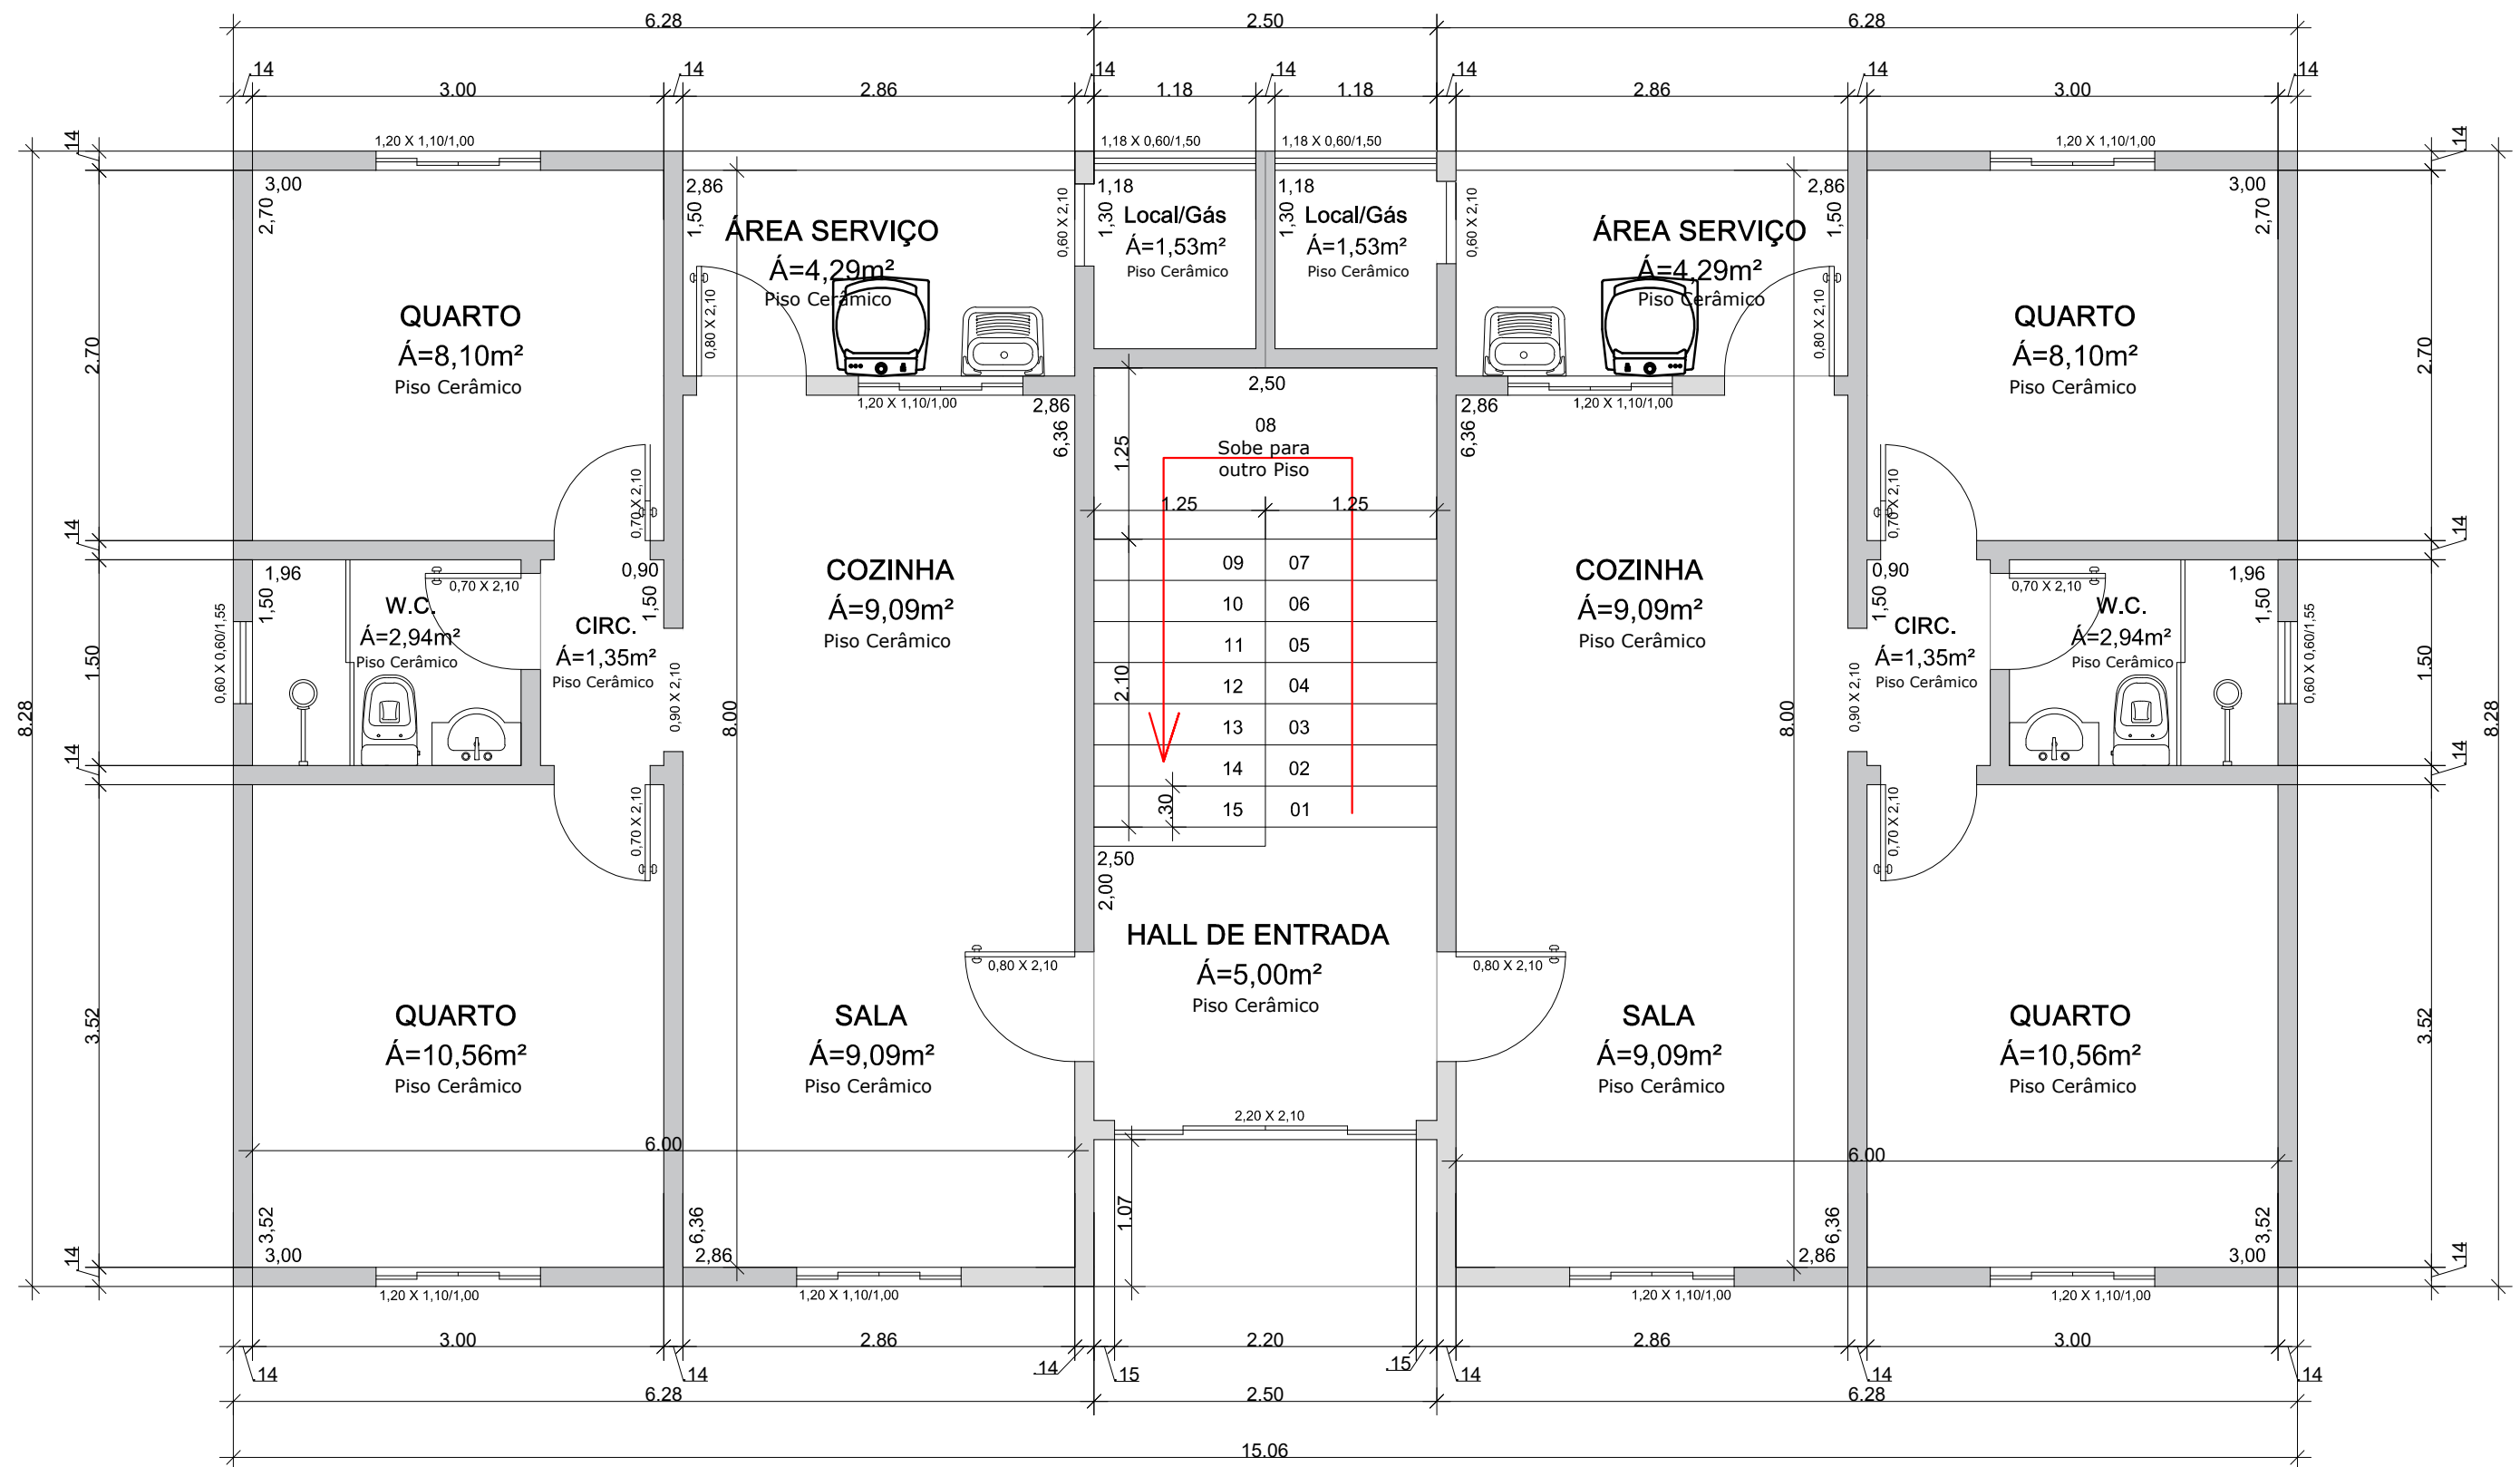 6.28 2.50 6.28
.14 .14 .14 .14 .14 .14 .14
3.00 2.86 1.18 1.18 2.86 3.00
.14 1,20 X 1,10/1,00 1,18 X 0,60/1,50 1,18 X 0,60/1,50 1,20 X 1,10/1,00 .14
3,00 2,86 1,18 1,18 2,86 3,00
2,70 1,50 0,60 X 2,10 1,30 1,30 0,60 X 2,10 1,50 2,70
ÁREA SERVIÇO
Á=4,29m²
Piso Cerâmico
Local/Gás
Á=1,53m²
Piso Cerâmico
Local/Gás
Á=1,53m²
Piso Cerâmico
ÁREA SERVIÇO
Á=4,29m²
Piso Cerâmico
0,80 X 2,10 0,80 X 2,10
QUARTO
Á=8,10m²
Piso Cerâmico
QUARTO
Á=8,10m²
Piso Cerâmico
2.70 2.70
1,20 X 1,10/1,00 1,20 X 1,10/1,00
2,86 2,50 2,86
6,36 6,36
08
Sobe para
outro Piso
1.25
1.25 1.25
0,70 X 2,10 0,70 X 2,10
.14 .14
1,96 0,70 X 2,10 0,90 0,90 0,70 X 2,10 1,96
1,50 1,50 1,50 1,50
COZINHA
Á=9,09m²
Piso Cerâmico
09 07
10 06
11 05
12 04
13 03
14 02
15 01
2.10
.30
COZINHA
Á=9,09m²
Piso Cerâmico
W.C.
Á=2,94m²
Piso Cerâmico
CIRC.
Á=1,35m²
Piso Cerâmico
CIRC.
Á=1,35m²
Piso Cerâmico
W.C.
Á=2,94m²
Piso Cerâmico
1.50 0,60 X 0,60/1,55 0,90 X 2,10 0,90 X 2,10 0,60 X 0,60/1,55 1.50
8.28 8.00 8.00 8.28
.14 .14
0,70 X 2,10 0,70 X 2,10
2,50
2,00
HALL DE ENTRADA
Á=5,00m²
Piso Cerâmico
0,80 X 2,10 0,80 X 2,10
3.52 3.52
QUARTO
Á=10,56m²
Piso Cerâmico
SALA
Á=9,09m²
Piso Cerâmico
SALA
Á=9,09m²
Piso Cerâmico
QUARTO
Á=10,56m²
Piso Cerâmico
2,20 X 2,10
6.00 6.00
1.07
3,52 6,36 6,36 3,52
.14 3,00 2,86 2,86 3,00 .14
1,20 X 1,10/1,00 1,20 X 1,10/1,00 1,20 X 1,10/1,00 1,20 X 1,10/1,00
3.00 2.86 2.20 2.86 3.00
.14 .14 .14 .15 .15 .14 .14 .14
6.28 2.50 6.28
15.06